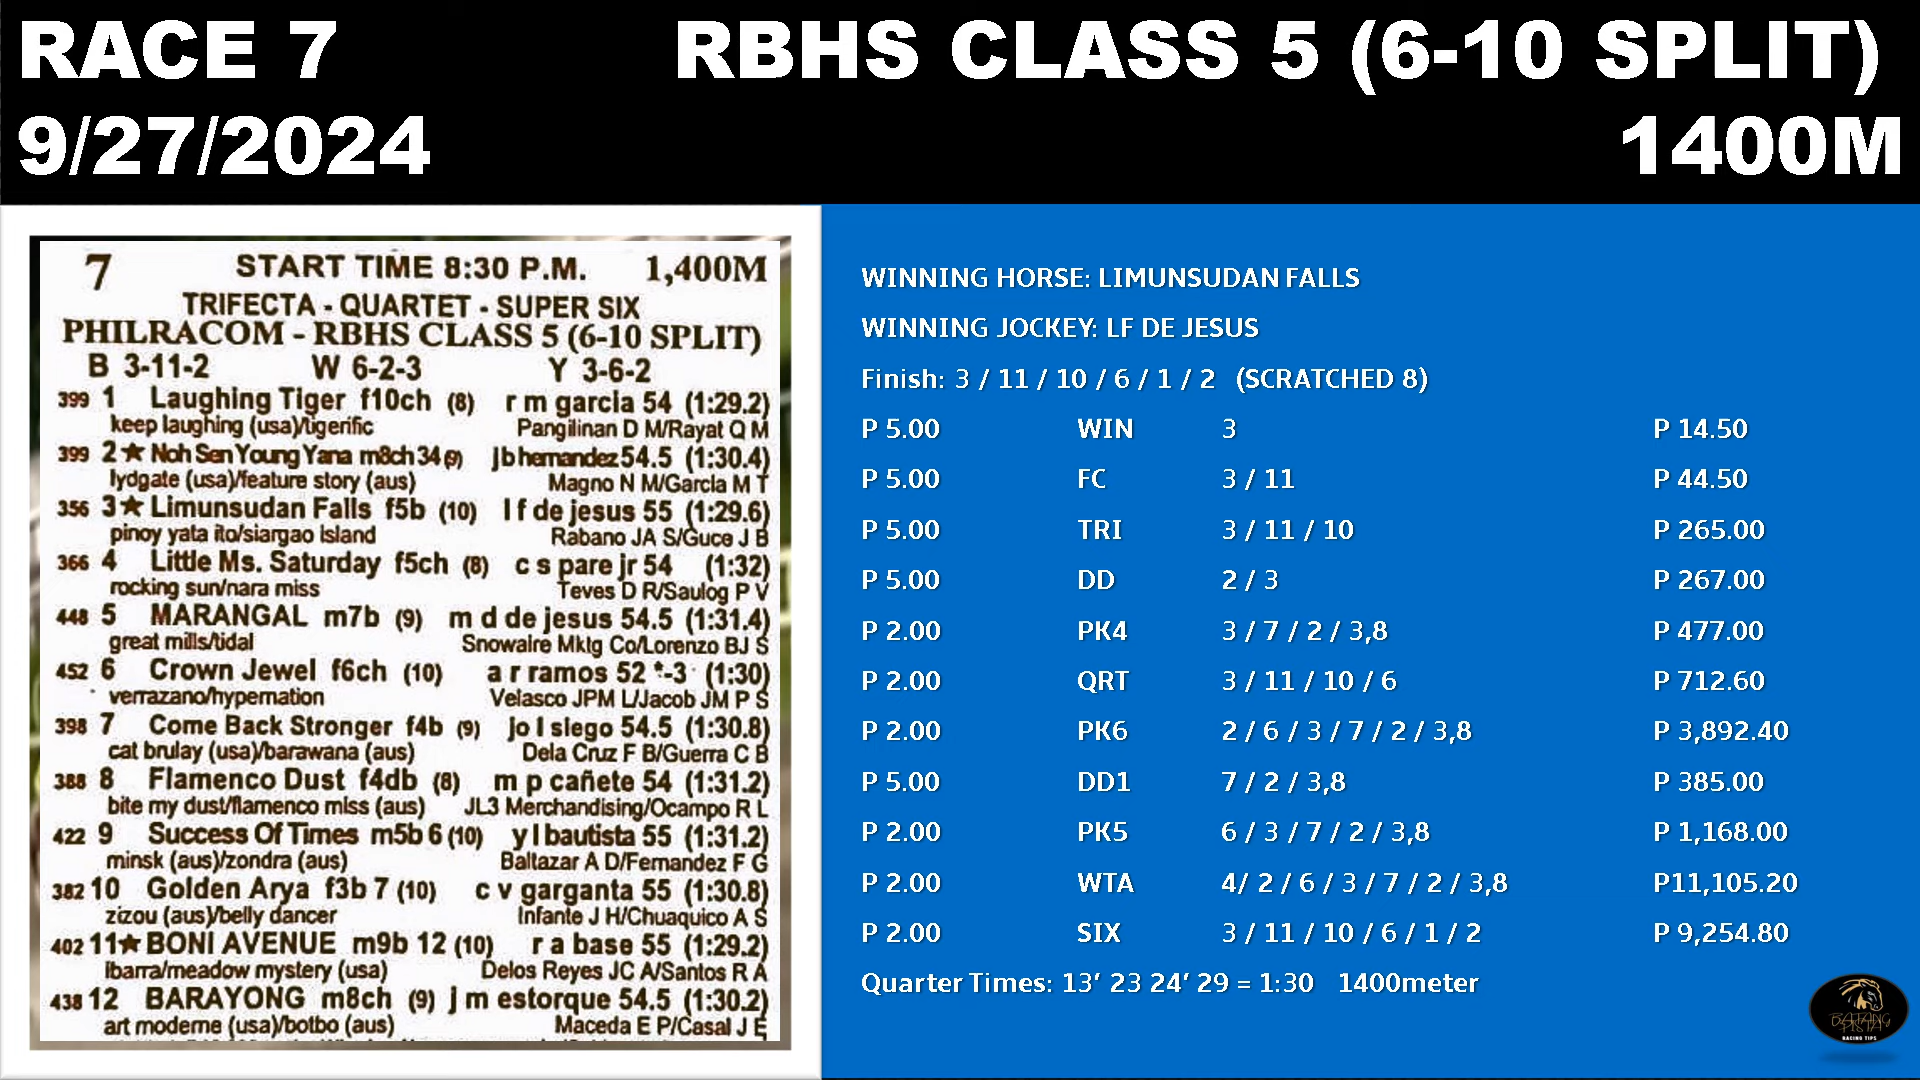 RACE 7 RBHS CLASS 5 (6-10 SPLIT)
9/27/2024 1400M
7 START TIME 8:30 P.M. 1,400M
TRIFECTA - QUARTET - SUPER SIX
PHILRACOM - RBHS CLASS 5 (6-10 SPLIT)
B 3-11-2 W 6-2-3 Y 3-6-2
399 1 Laughing Tiger f10ch (8) r m garcia 54 (1:29.2)
keep laughing (usa)/tigerific Pangilinan D M/Rayat Q M
399 2★ Noh Sen Young Yana m8ch 34 (9) jb hernandez 54.5 (1:30.4)
lydgate (usa)/feature story (aus) Magno N M/Garcia M T
356 3★ Limunsudan Falls f5b (10) l f de jesus 55 (1:29.6)
pinoy yata ito/siargao island Rabano JA S/Guce J B
366 4 Little Ms. Saturday f5ch (8) c s pare jr 54 (1:32)
rocking sun/nara miss Teves D R/Saulog P V
448 5 MARANGAL m7b (9) m d de jesus 54.5 (1:31.4)
great mills/tidal Snowaire Mktg Co/Lorenzo BJ S
452 6 Crown Jewel f6ch (10) a r ramos 52 *-3 (1:30)
verrazano/hypernation Velasco JPM L/Jacob JM P S
398 7 Come Back Stronger f4b (9) jo l siego 54.5 (1:30.8)
cat brulay (usa)/barawana (aus) Dela Cruz F B/Guerra C B
388 8 Flamenco Dust f4db (8) m p cañete 54 (1:31.2)
bite my dust/flamenco miss (aus) JL3 Merchandising/Ocampo R L
422 9 Success Of Times m5b 6 (10) y l bautista 55 (1:31.2)
minsk (aus)/zondra (aus) Baltazar A D/Fernandez F G
382 10 Golden Arya f3b 7 (10) c v garganta 55 (1:30.8)
zizou (aus)/belly dancer Infante J H/Chuaquico A S
402 11★ BONI AVENUE m9b 12 (10) r a base 55 (1:29.2)
ibarra/meadow mystery (usa) Delos Reyes JC A/Santos R A
438 12 BARAYONG m8ch (9) j m estorque 54.5 (1:30.2)
art moderne (usa)/botbo (aus) Maceda E P/Casal J E
WINNING HORSE: LIMUNSUDAN FALLS
WINNING JOCKEY: LF DE JESUS
Finish: 3 / 11 / 10 / 6 / 1 / 2 (SCRATCHED 8)
P 5.00 WIN 3 P 14.50
P 5.00 FC 3 / 11 P 44.50
P 5.00 TRI 3 / 11 / 10 P 265.00
P 5.00 DD 2 / 3 P 267.00
P 2.00 PK4 3 / 7 / 2 / 3,8 P 477.00
P 2.00 QRT 3 / 11 / 10 / 6 P 712.60
P 2.00 PK6 2 / 6 / 3 / 7 / 2 / 3,8 P 3,892.40
P 5.00 DD1 7 / 2 / 3,8 P 385.00
P 2.00 PK5 6 / 3 / 7 / 2 / 3,8 P 1,168.00
P 2.00 WTA 4/ 2 / 6 / 3 / 7 / 2 / 3,8 P11,105.20
P 2.00 SIX 3 / 11 / 10 / 6 / 1 / 2 P 9,254.80
Quarter Times: 13' 23 24' 29 = 1:30 1400meter
BATANG
PISTA
RACING TIPS